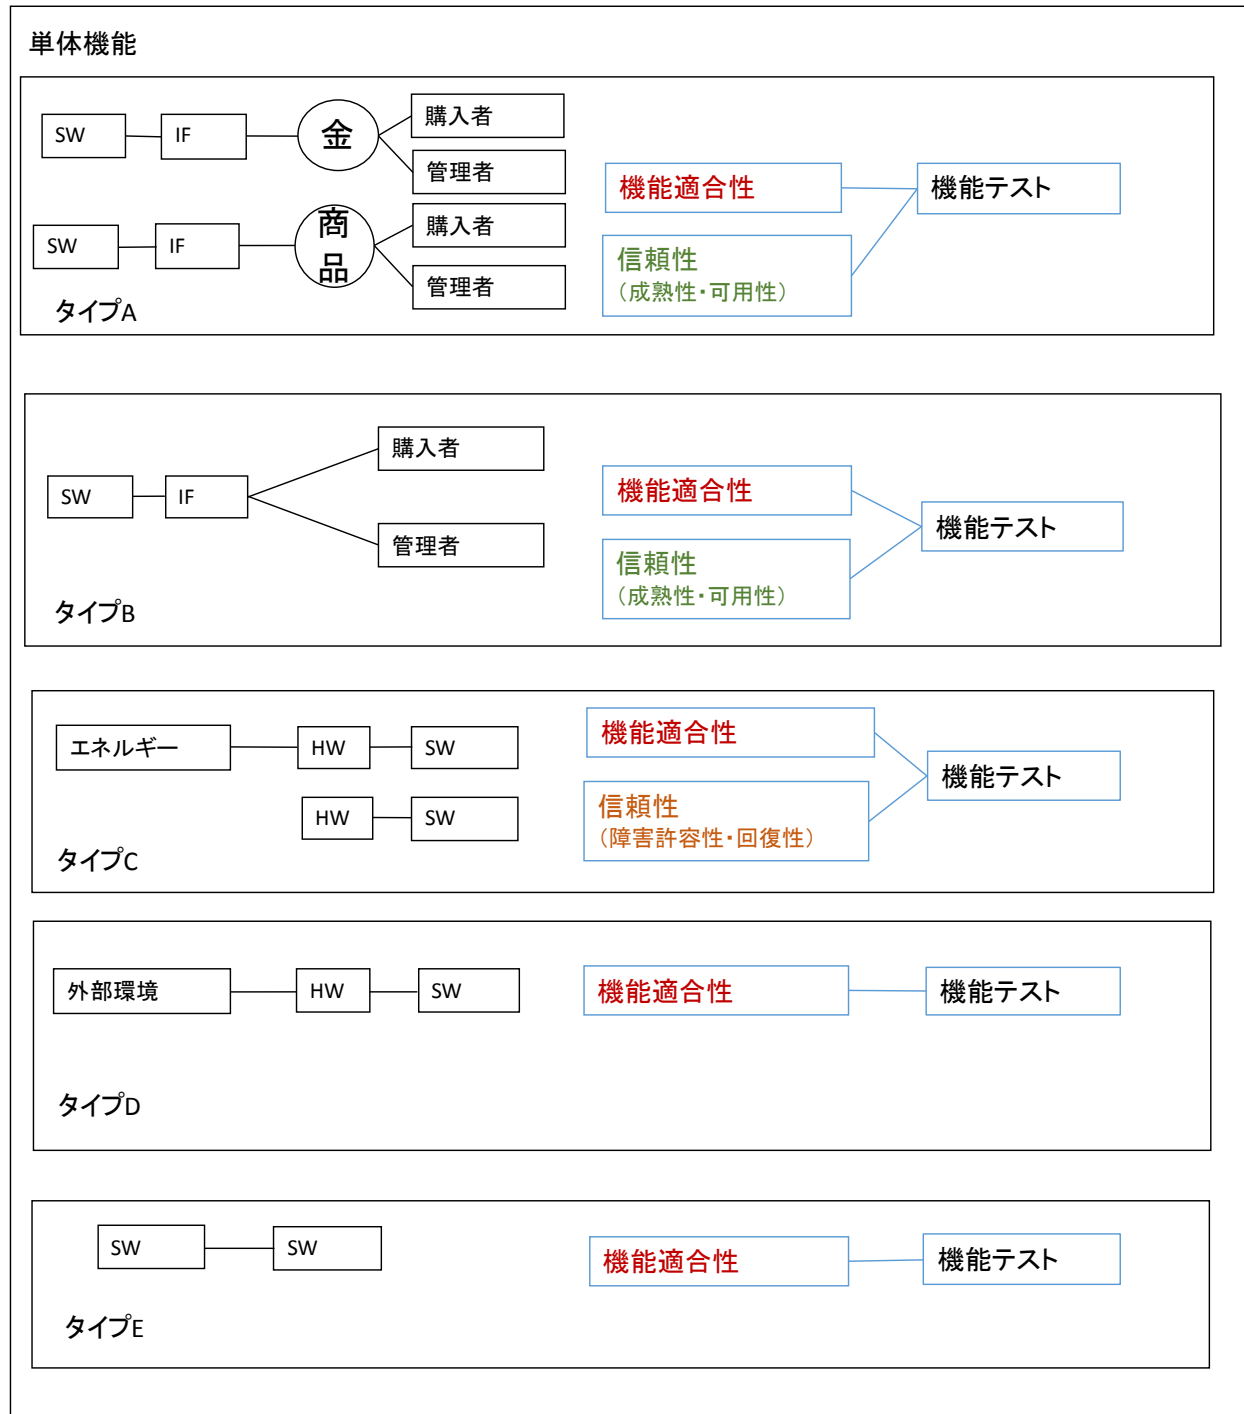 単体機能
SW
IF
金
購入者
管理者
SW
IF
商
品
購入者
管理者
機能適合性
信頼性
（成熟性・可用性）
機能テスト
タイプA
SW
IF
購入者
管理者
機能適合性
信頼性
（成熟性・可用性）
機能テスト
タイプB
エネルギー
HW
SW
HW
SW
機能適合性
信頼性
（障害許容性・回復性）
機能テスト
タイプC
外部環境
HW
SW
機能適合性
機能テスト
タイプD
SW
SW
機能適合性
機能テスト
タイプE